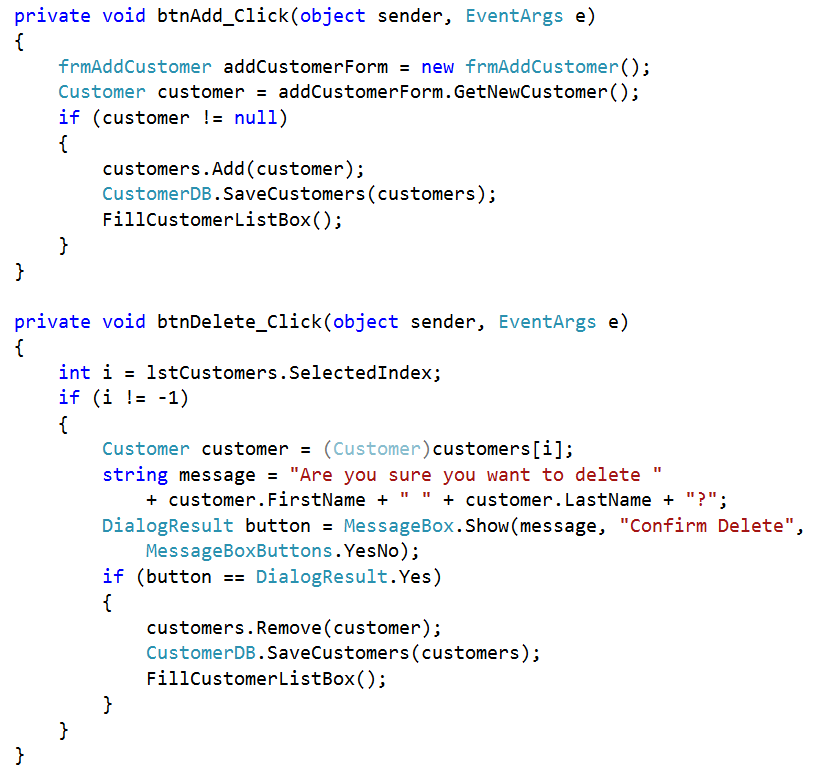 private void btnAdd_Click(object sender, EventArgs e)
{
    frmAddCustomer addCustomerForm = new frmAddCustomer();
    Customer customer = addCustomerForm.GetNewCustomer();
    if (customer != null)
    {
        customers.Add(customer);
        CustomerDB.SaveCustomers(customers);
        FillCustomerListBox();
    }
}

private void btnDelete_Click(object sender, EventArgs e)
{
    int i = lstCustomers.SelectedIndex;
    if (i != -1)
    {
        Customer customer = (Customer)customers[i];
        string message = "Are you sure you want to delete "
            + customer.FirstName + " " + customer.LastName + "?";
        DialogResult button = MessageBox.Show(message, "Confirm Delete",
            MessageBoxButtons.YesNo);
        if (button == DialogResult.Yes)
        {
            customers.Remove(customer);
            CustomerDB.SaveCustomers(customers);
            FillCustomerListBox();
        }
    }
}